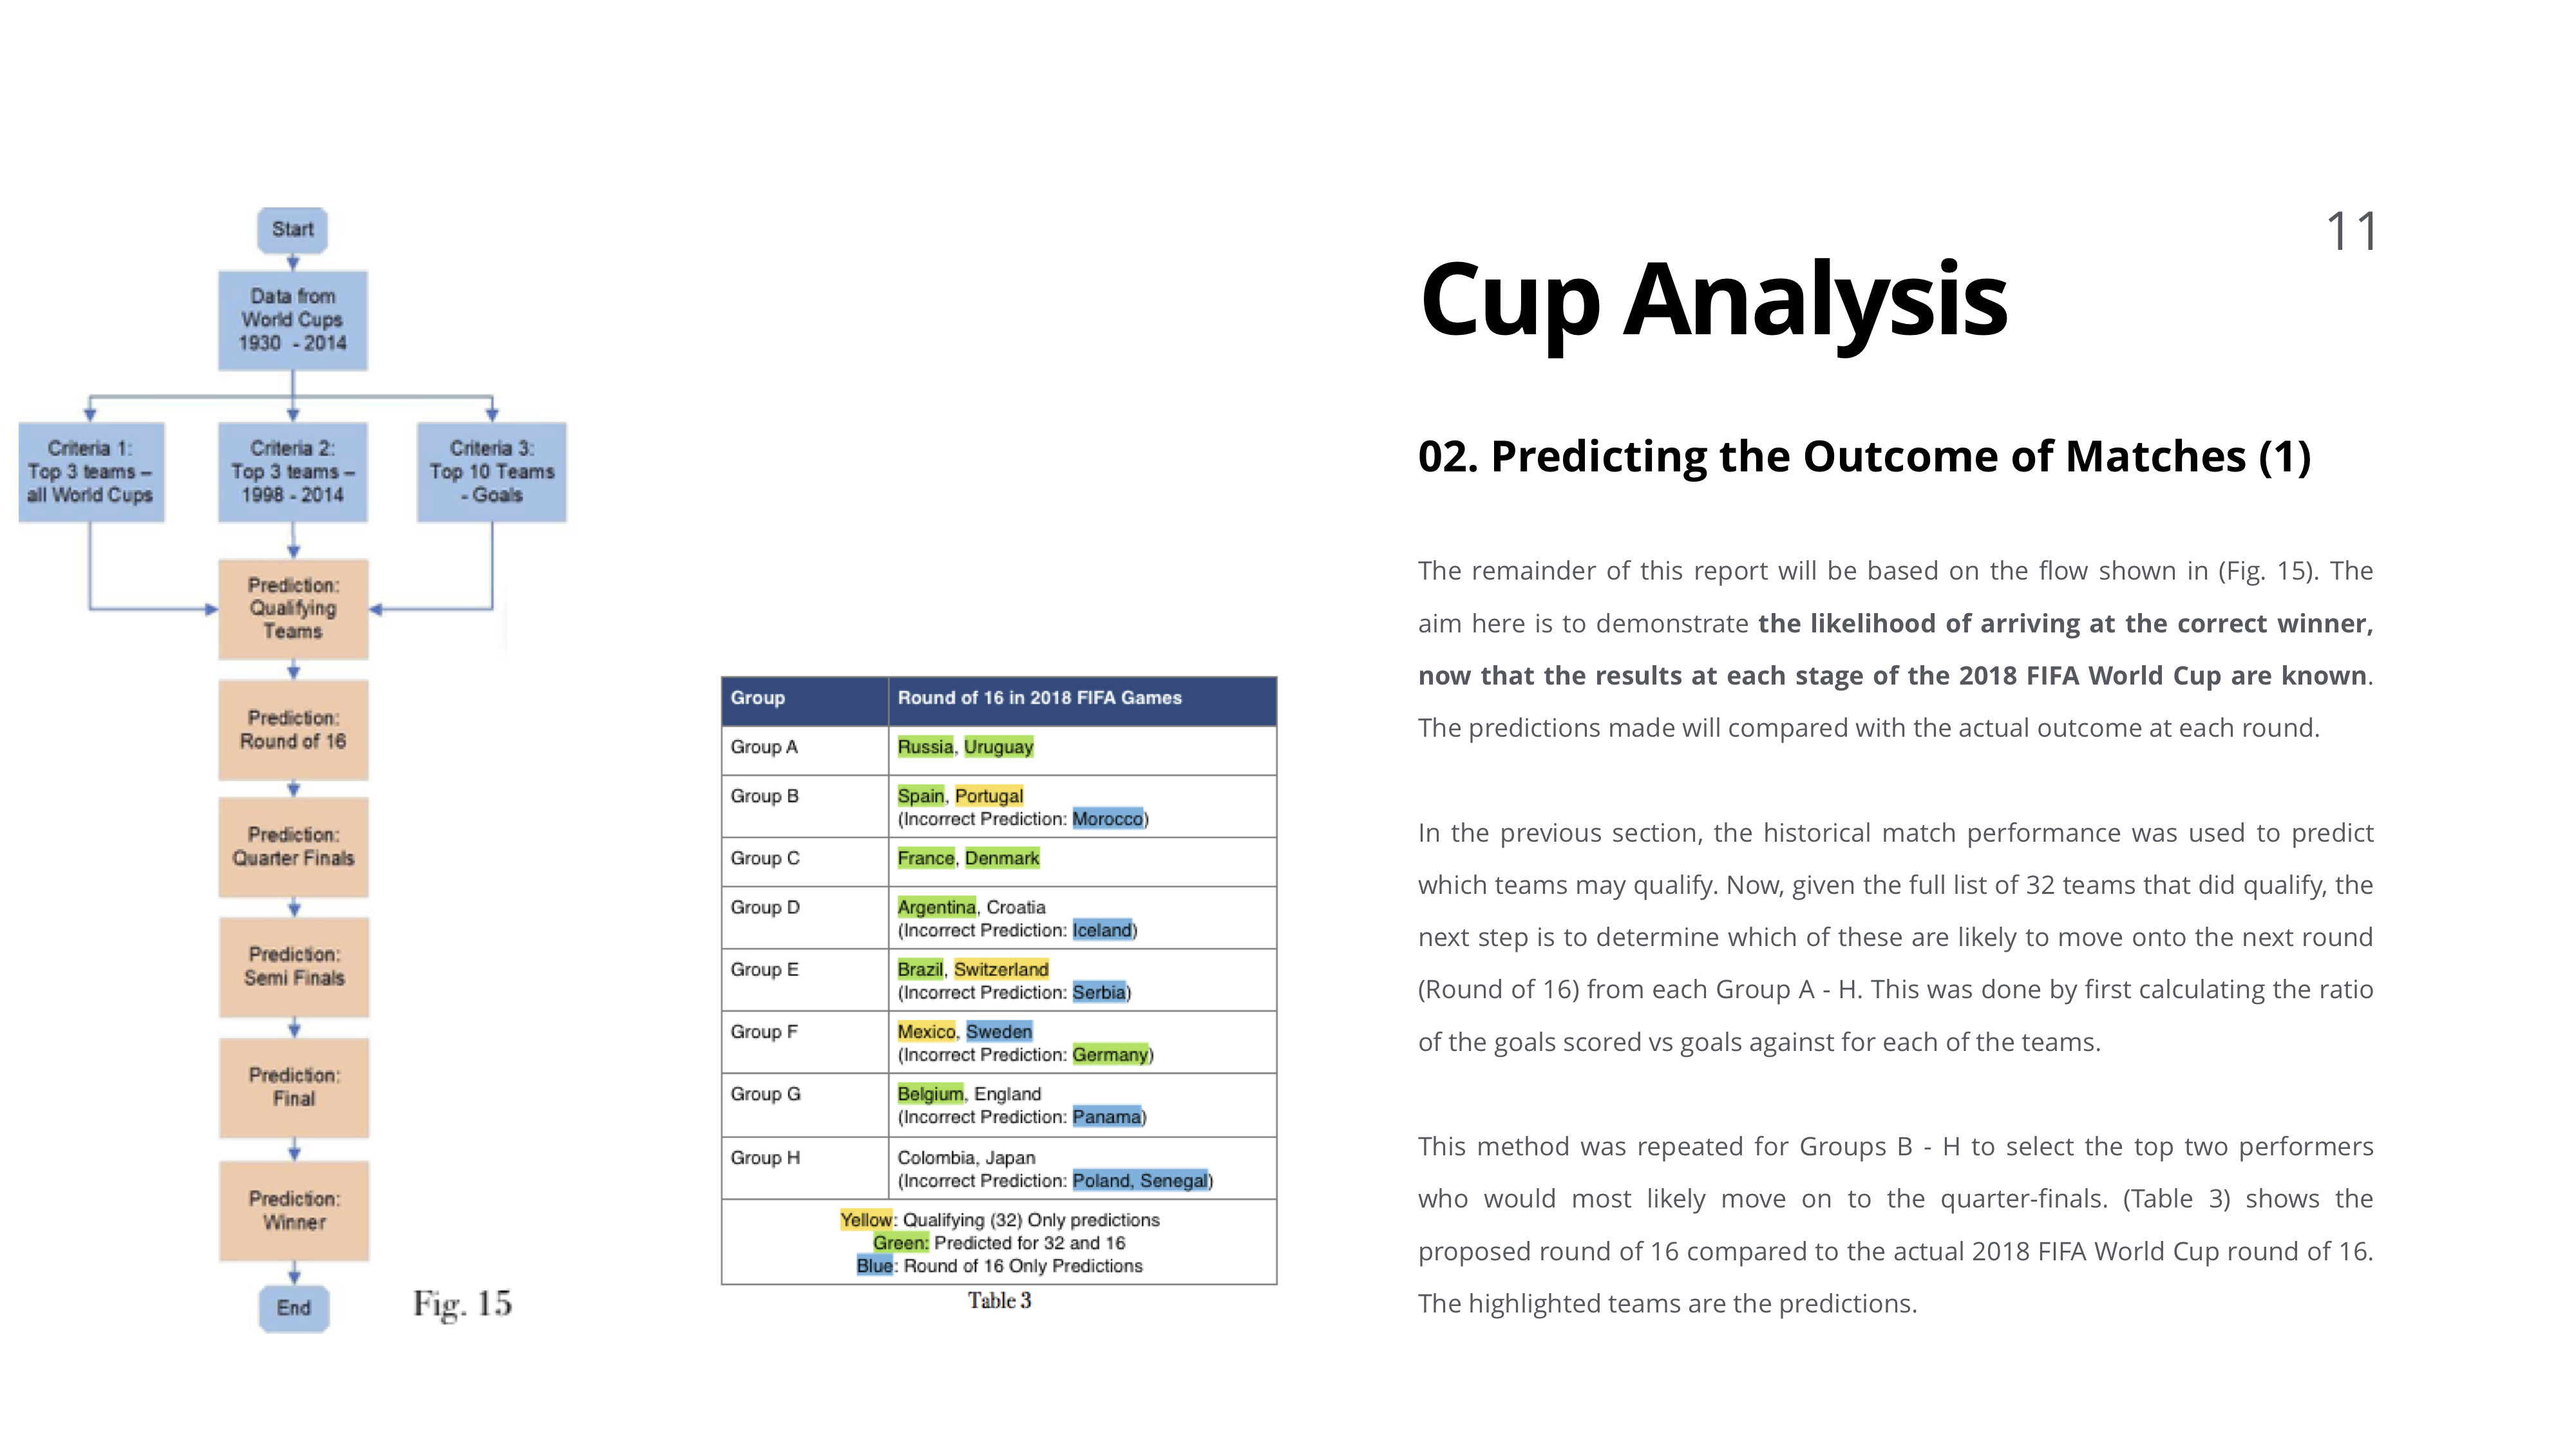 Start
Data from
World Cups
1930 - 2014
Criteria 1:
Top 3 teams –
all World Cups
Criteria 2:
Top 3 teams –
1998 - 2014
Criteria 3:
Top 10 Teams
- Goals
Prediction:
Qualifying
Teams
Prediction:
Round of 16
Prediction:
Quarter Finals
Prediction:
Semi Finals
Prediction:
Final
Prediction:
Winner
End
Fig. 15
Group Round of 16 in 2018 FIFA Games
Group A Russia, Uruguay
Group B Spain, Portugal
(Incorrect Prediction: Morocco)
Group C France, Denmark
Group D Argentina, Croatia
(Incorrect Prediction: Iceland)
Group E Brazil, Switzerland
(Incorrect Prediction: Serbia)
Group F Mexico, Sweden
(Incorrect Prediction: Germany)
Group G Belgium, England
(Incorrect Prediction: Panama)
Group H Colombia, Japan
(Incorrect Prediction: Poland, Senegal)
Yellow: Qualifying (32) Only predictions
Green: Predicted for 32 and 16
Blue: Round of 16 Only Predictions
Table 3
11
Cup Analysis
02. Predicting the Outcome of Matches (1)
The remainder of this report will be based on the flow shown in (Fig. 15). The
aim here is to demonstrate the likelihood of arriving at the correct winner,
now that the results at each stage of the 2018 FIFA World Cup are known.
The predictions made will compared with the actual outcome at each round.
In the previous section, the historical match performance was used to predict
which teams may qualify. Now, given the full list of 32 teams that did qualify, the
next step is to determine which of these are likely to move onto the next round
(Round of 16) from each Group A - H. This was done by first calculating the ratio
of the goals scored vs goals against for each of the teams.
This method was repeated for Groups B - H to select the top two performers
who would most likely move on to the quarter-finals. (Table 3) shows the
proposed round of 16 compared to the actual 2018 FIFA World Cup round of 16.
The highlighted teams are the predictions.